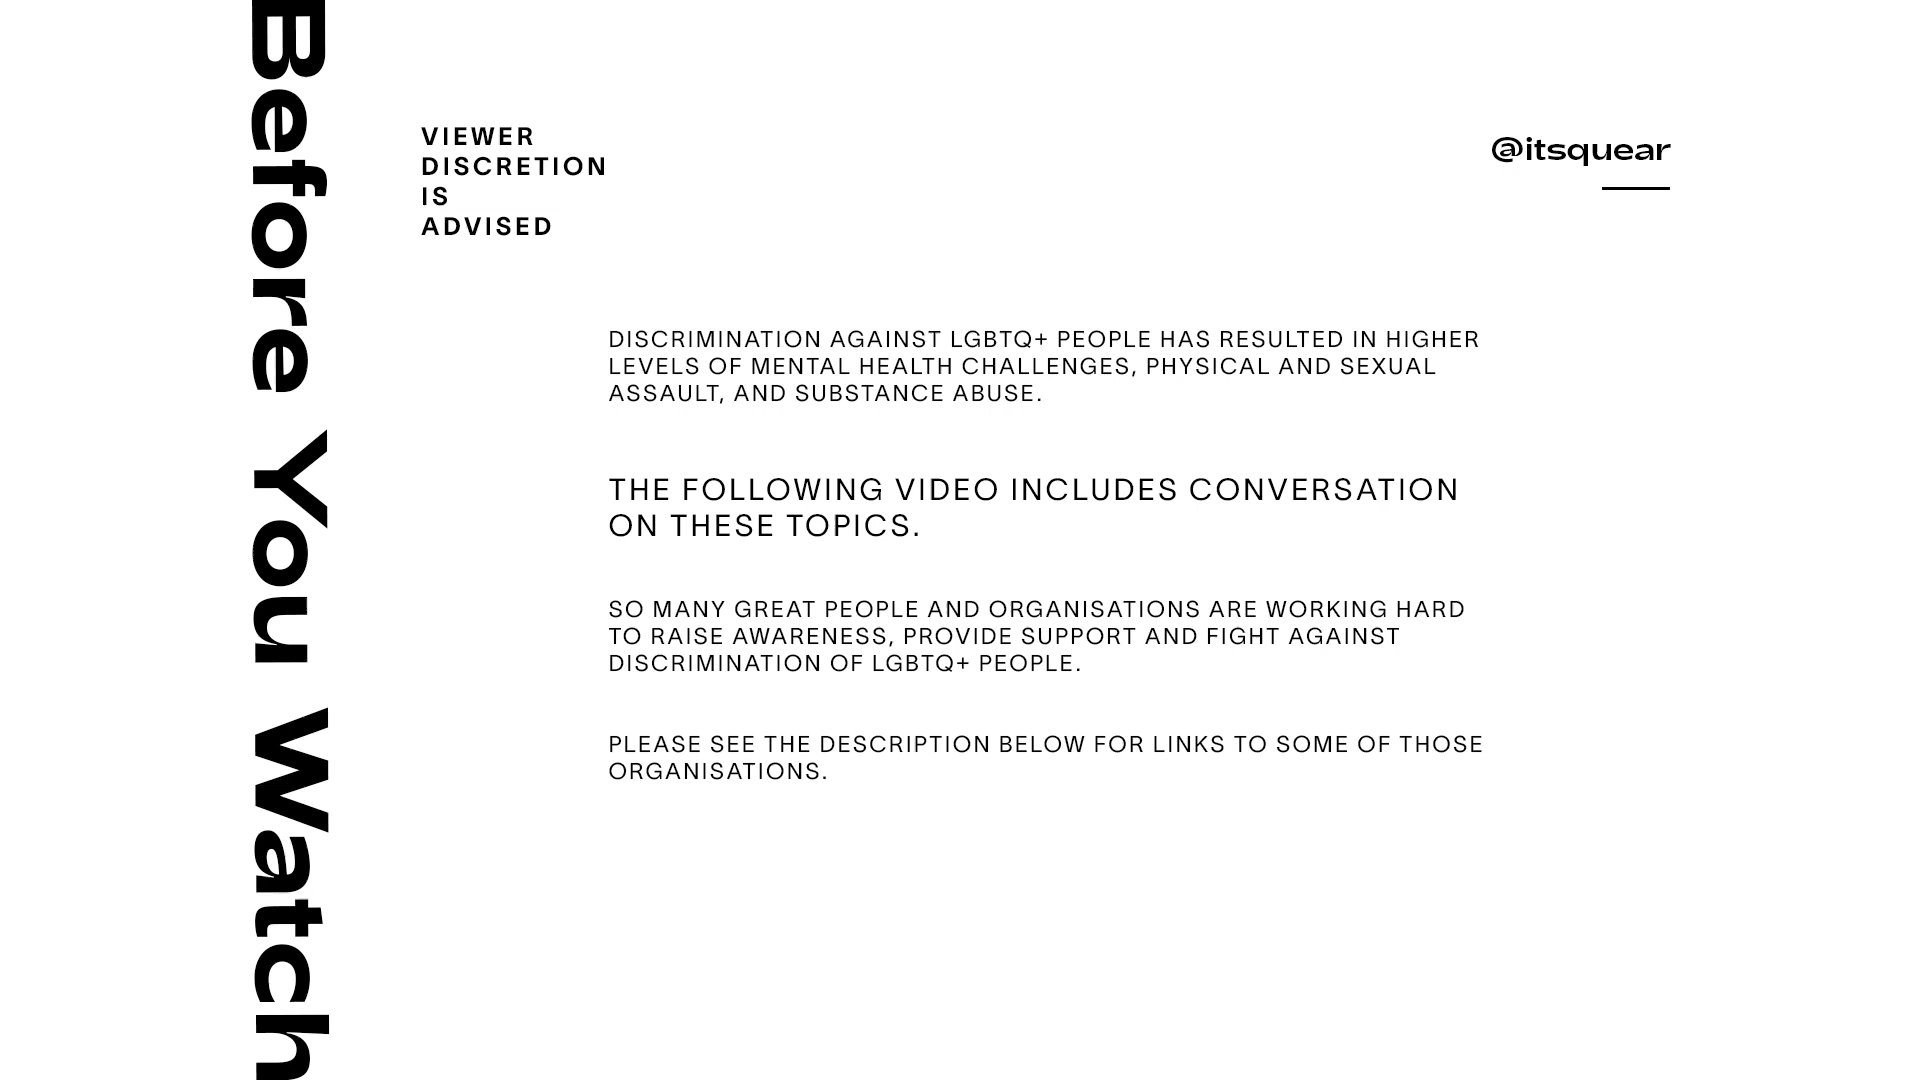 Before You Watch
VIEWER
DISCRETION
IS
ADVISED
@itsquear
DISCRIMINATION AGAINST LGBTQ+ PEOPLE HAS RESULTED IN HIGHER
LEVELS OF MENTAL HEALTH CHALLENGES, PHYSICAL AND SEXUAL
ASSAULT, AND SUBSTANCE ABUSE.
THE FOLLOWING VIDEO INCLUDES CONVERSATION
ON THESE TOPICS.
SO MANY GREAT PEOPLE AND ORGANISATIONS ARE WORKING HARD
TO RAISE AWARENESS, PROVIDE SUPPORT AND FIGHT AGAINST
DISCRIMINATION OF LGBTQ+ PEOPLE.
PLEASE SEE THE DESCRIPTION BELOW FOR LINKS TO SOME OF THOSE
ORGANISATIONS.